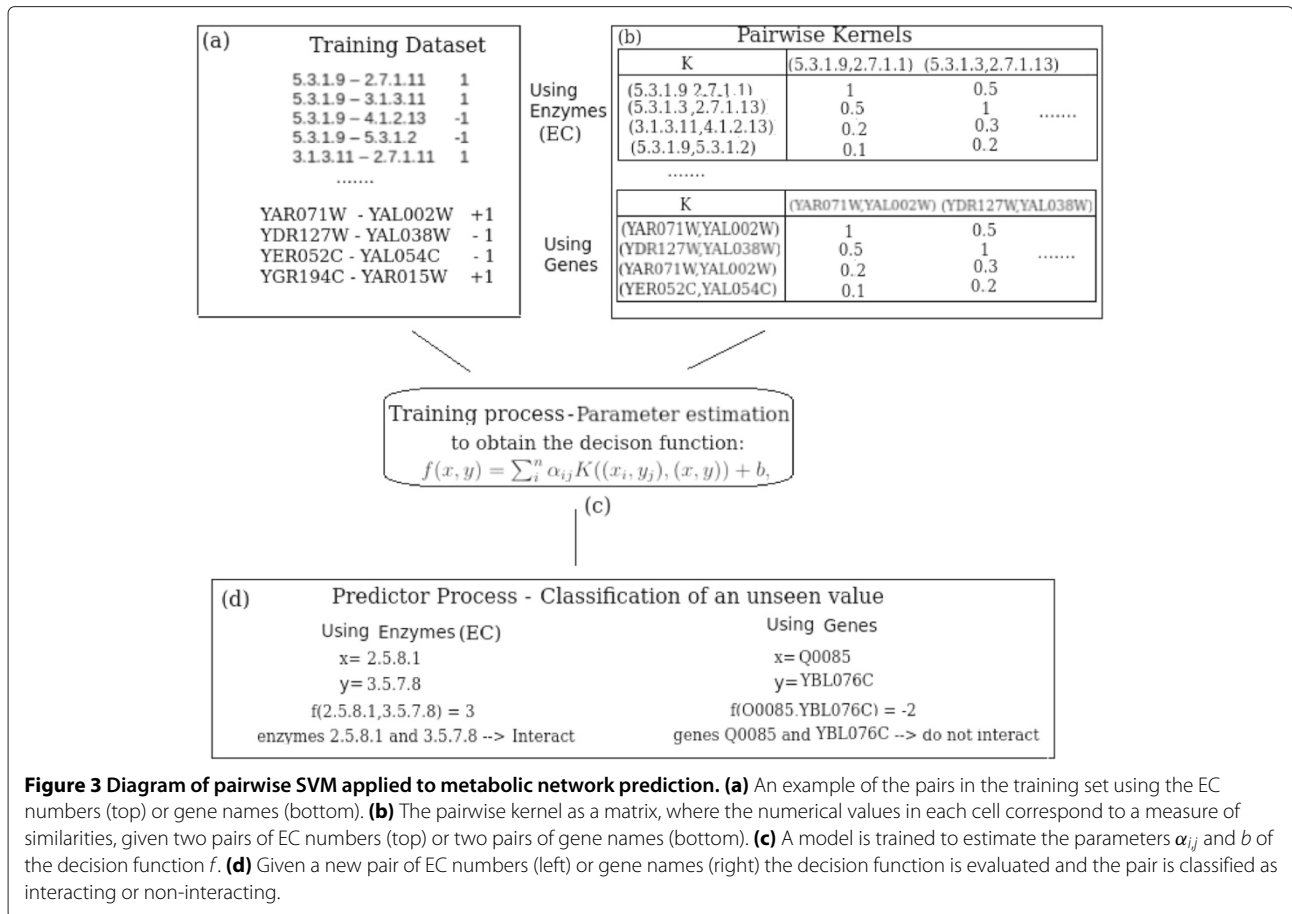 (a)
Training Dataset
5.3.1.9 – 2.7.1.11 1
5.3.1.9 – 3.1.3.11 1
5.3.1.9 – 4.1.2.13 -1
5.3.1.9 – 5.3.1.2 -1
3.1.3.11 – 2.7.1.11 1
.......
YAR071W - YAL002W +1
YDR127W - YAL038W - 1
YER052C - YAL054C - 1
YGR194C - YAR015W +1
Using
Enzymes
(EC)
Using
Genes
(b) Pairwise Kernels
K (5.3.1.9,2.7.1.1) (5.3.1.3,2.7.1.13)
(5.3.1.9 2.7.1.1) 1 0.5
(5.3.1.3,2.7.1.13) 0.5 1 .......
(3.1.3.11,4.1.2.13) 0.2 0.3
(5.3.1.9,5.3.1.2) 0.1 0.2
.......
K (YAR071W,YAL002W) (YDR127W,YAL038W)
(YAR071W,YAL002W) 1 0.5
(YDR127W,YAL038W) 0.5 1 .......
(YAR071W,YAL002W) 0.2 0.3
(YER052C,YAL054C) 0.1 0.2
Training process-Parameter estimation
to obtain the decison function:
f(x, y) = ∑ᵢⁿ αᵢⱼK((xᵢ, yⱼ), (x, y)) + b,
(c)
(d) Predictor Process - Classification of an unseen value
Using Enzymes (EC)
x= 2.5.8.1
y= 3.5.7.8
f(2.5.8.1,3.5.7.8) = 3
enzymes 2.5.8.1 and 3.5.7.8 --> Interact
Using Genes
x= Q0085
y= YBL076C
f(Q0085.YBL076C) = -2
genes Q0085 and YBL076C --> do not interact
Figure 3 Diagram of pairwise SVM applied to metabolic network prediction. (a) An example of the pairs in the training set using the EC
numbers (top) or gene names (bottom). (b) The pairwise kernel as a matrix, where the numerical values in each cell correspond to a measure of
similarities, given two pairs of EC numbers (top) or two pairs of gene names (bottom). (c) A model is trained to estimate the parameters αᵢ,ⱼ and b of
the decision function f. (d) Given a new pair of EC numbers (left) or gene names (right) the decision function is evaluated and the pair is classified as
interacting or non-interacting.